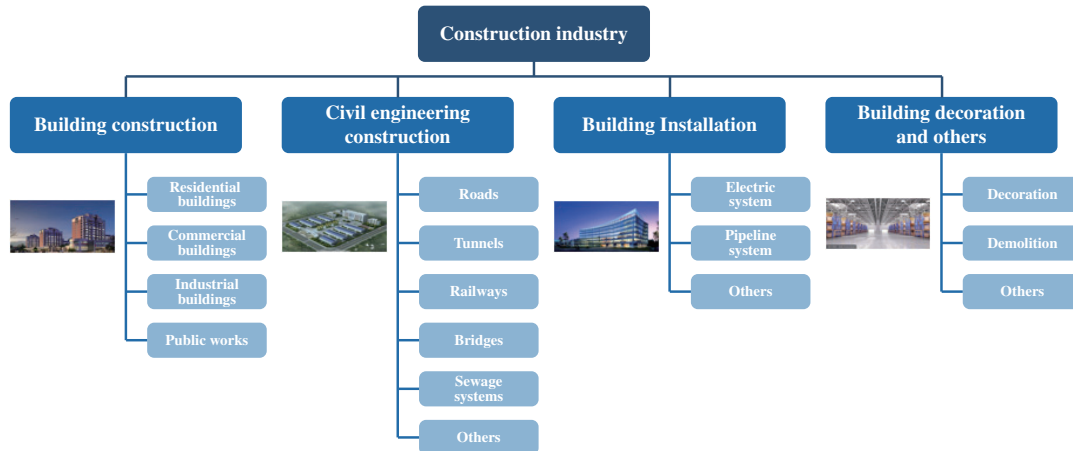 Construction industry
Building construction
Residential
buildings
Commercial
buildings
Industrial
buildings
Public works
Civil engineering
construction
Roads
Tunnels
Railways
Bridges
Sewage
systems
Others
Building Installation
Electric
system
Pipeline
system
Others
Building decoration
and others
Decoration
Demolition
Others